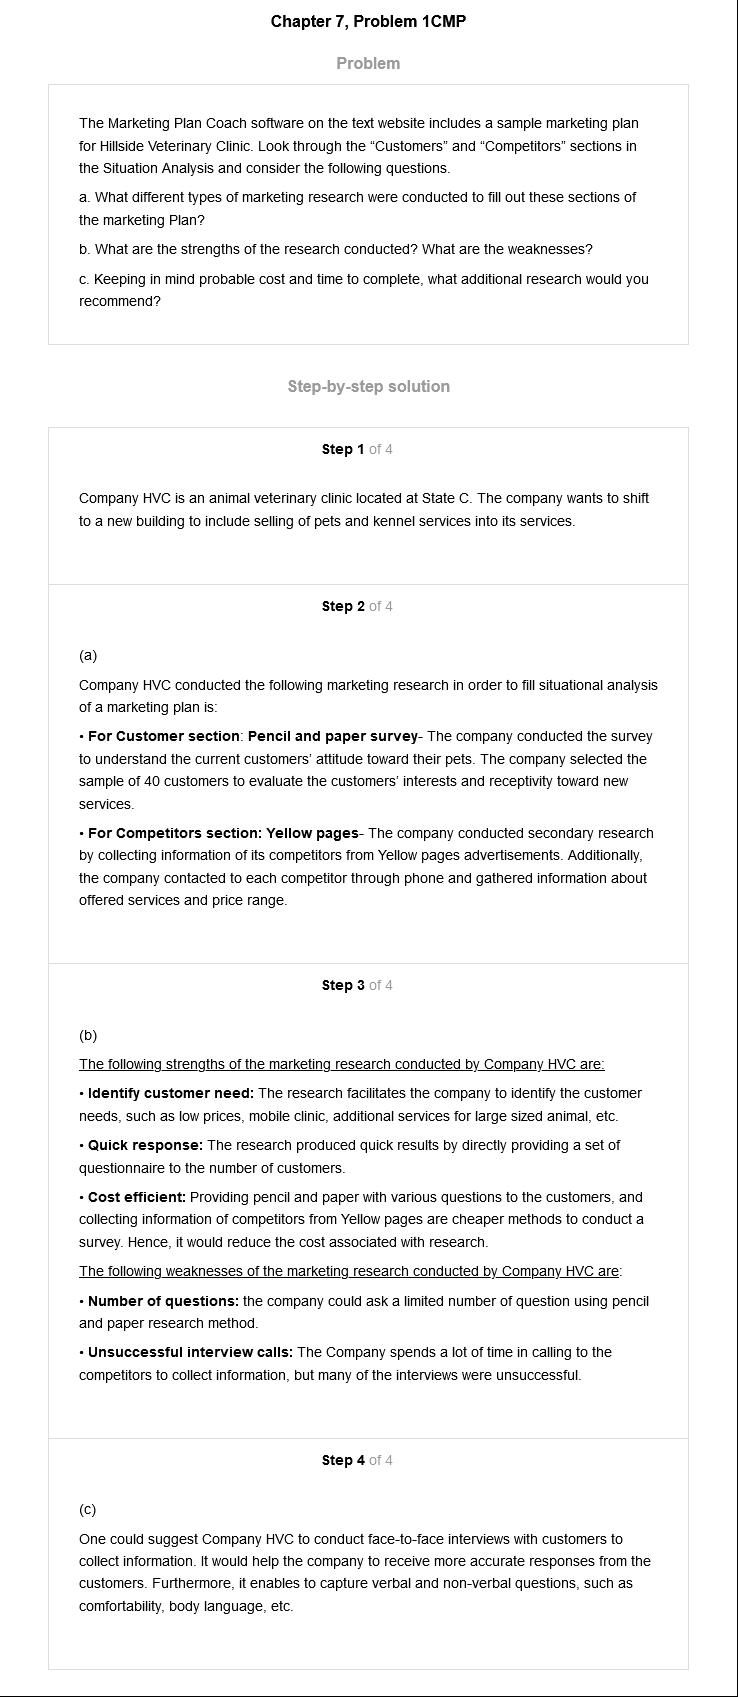 Chapter 7, Problem 1CMP
Problem
The Marketing Plan Coach software on the text website includes a sample marketing plan
for Hillside Veterinary Clinic. Look through the “Customers” and “Competitors” sections in
the Situation Analysis and consider the following questions.
a. What different types of marketing research were conducted to fill out these sections of
the marketing Plan?
b. What are the strengths of the research conducted? What are the weaknesses?
c. Keeping in mind probable cost and time to complete, what additional research would you
recommend?
Step-by-step solution
Step 1 of 4
Company HVC is an animal veterinary clinic located at State C. The company wants to shift
to a new building to include selling of pets and kennel services into its services.
Step 2 of 4
(a)
Company HVC conducted the following marketing research in order to fill situational analysis
of a marketing plan is:
• For Customer section: Pencil and paper survey- The company conducted the survey
to understand the current customers’ attitude toward their pets. The company selected the
sample of 40 customers to evaluate the customers’ interests and receptivity toward new
services.
• For Competitors section: Yellow pages- The company conducted secondary research
by collecting information of its competitors from Yellow pages advertisements. Additionally,
the company contacted to each competitor through phone and gathered information about
offered services and price range.
Step 3 of 4
(b)
The following strengths of the marketing research conducted by Company HVC are:
• Identify customer need: The research facilitates the company to identify the customer
needs, such as low prices, mobile clinic, additional services for large sized animal, etc.
• Quick response: The research produced quick results by directly providing a set of
questionnaire to the number of customers.
• Cost efficient: Providing pencil and paper with various questions to the customers, and
collecting information of competitors from Yellow pages are cheaper methods to conduct a
survey. Hence, it would reduce the cost associated with research.
The following weaknesses of the marketing research conducted by Company HVC are:
• Number of questions: the company could ask a limited number of question using pencil
and paper research method.
• Unsuccessful interview calls: The Company spends a lot of time in calling to the
competitors to collect information, but many of the interviews were unsuccessful.
Step 4 of 4
(c)
One could suggest Company HVC to conduct face-to-face interviews with customers to
collect information. It would help the company to receive more accurate responses from the
customers. Furthermore, it enables to capture verbal and non-verbal questions, such as
comfortability, body language, etc.